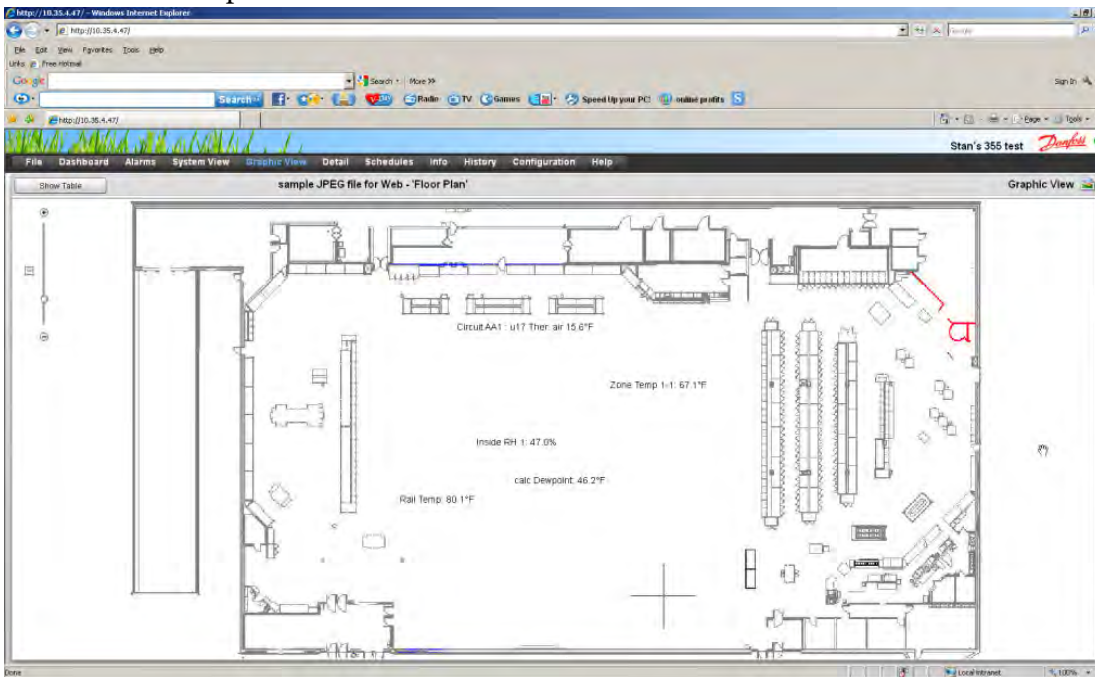 http://10.35.4.47/ - Windows Internet Explorer
http://10.35.4.47/
File Edit View Favorites Tools Help
Links Free Hotmail
Google Search More >> Sign In
Search Radio TV Games Speed Up your PC! online profits
http://10.35.4.47/ Page Tools
Stan's 355 test Danfoss
File Dashboard Alarms System View Graphic View Detail Schedules Info History Configuration Help
Show Table sample JPEG file for Web - 'Floor Plan' Graphic View
Circuit AA1 : u17 Ther. air 15.6°F
Zone Temp 1-1: 67.1°F
Inside RH 1: 47.0%
calc Dewpoint: 46.2°F
Rail Temp: 80.1°F
Done Local intranet 100%